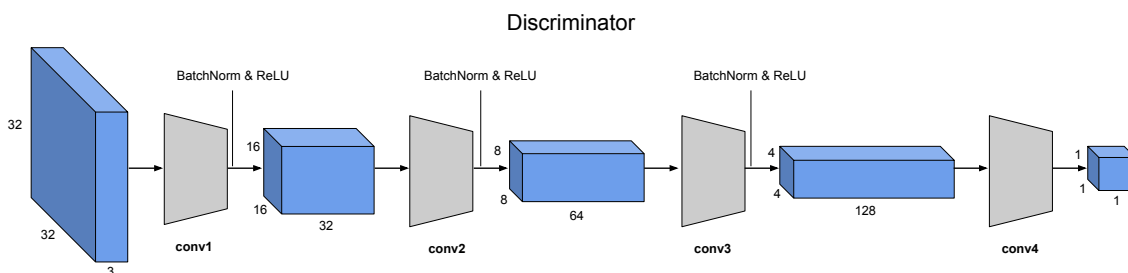 Discriminator
BatchNorm & ReLU
BatchNorm & ReLU
BatchNorm & ReLU
32
32
3
conv1
16
16
32
conv2
8
8
64
conv3
4
4
128
conv4
1
1
1